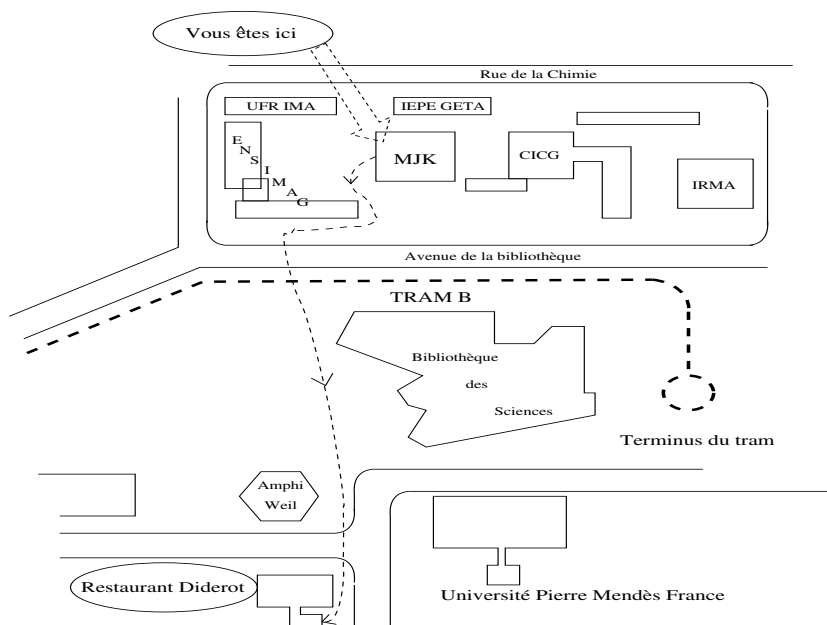 Vous êtes ici
Rue de la Chimie
UFR IMA
IEPE GETA
ENSIMAG
MJK
CICG
IRMA
Avenue de la bibliothèque
TRAM B
Bibliothèque
des
Sciences
Terminus du tram
Amphi
Weil
Restaurant Diderot
Université Pierre Mendès France